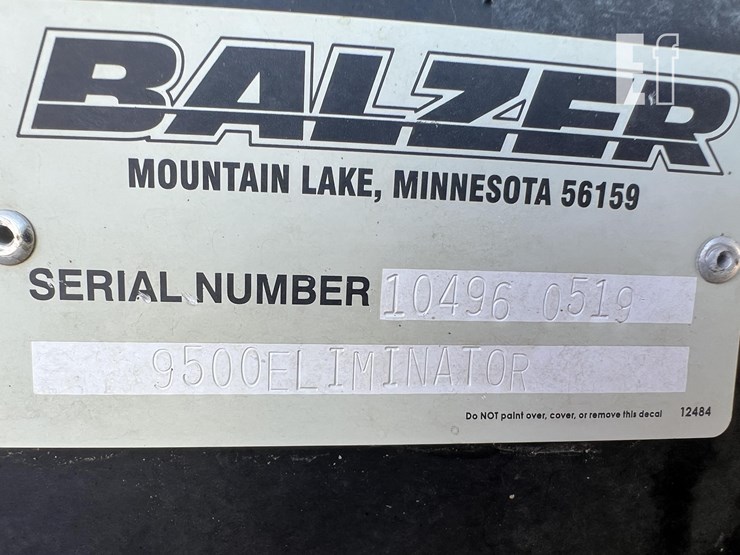 Ef
BALZER
MOUNTAIN LAKE, MINNESOTA 56159
SERIAL NUMBER 10496 0519
9500ELIMINATOR
Do NOT paint over, cover, or remove this decal 12484